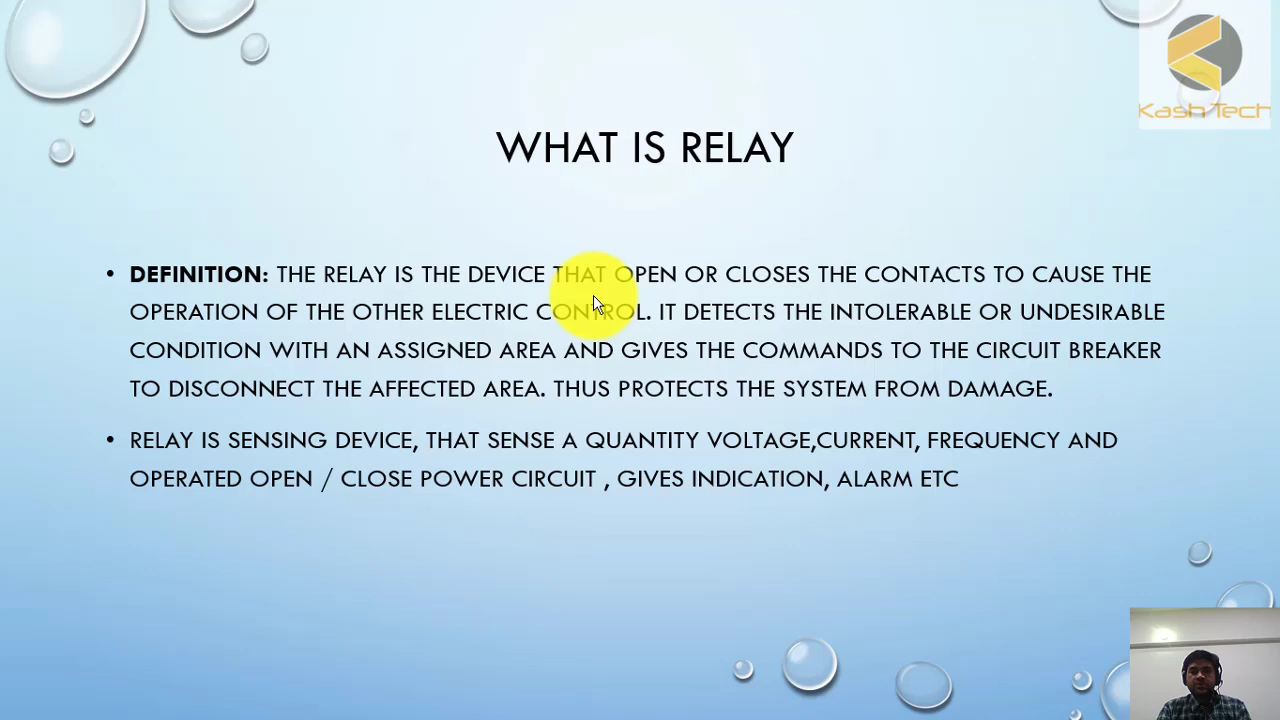 Kash Tech
WHAT IS RELAY
• DEFINITION: THE RELAY IS THE DEVICE THAT OPEN OR CLOSES THE CONTACTS TO CAUSE THE
OPERATION OF THE OTHER ELECTRIC CONTROL. IT DETECTS THE INTOLERABLE OR UNDESIRABLE
CONDITION WITH AN ASSIGNED AREA AND GIVES THE COMMANDS TO THE CIRCUIT BREAKER
TO DISCONNECT THE AFFECTED AREA. THUS PROTECTS THE SYSTEM FROM DAMAGE.
• RELAY IS SENSING DEVICE, THAT SENSE A QUANTITY VOLTAGE,CURRENT, FREQUENCY AND
OPERATED OPEN / CLOSE POWER CIRCUIT , GIVES INDICATION, ALARM ETC